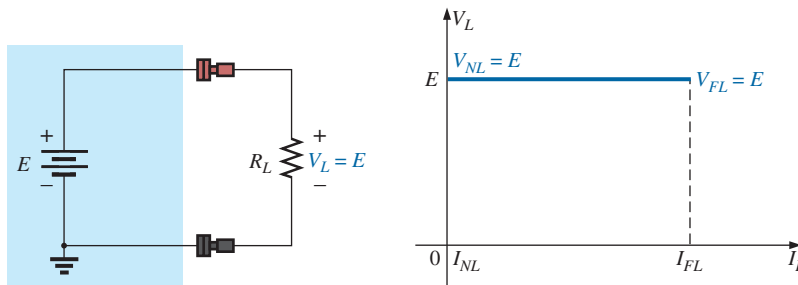 +
E
−
R_L
+
V_L = E
−
V_L
V_NL = E
E
V_FL = E
0
I_NL
I_FL